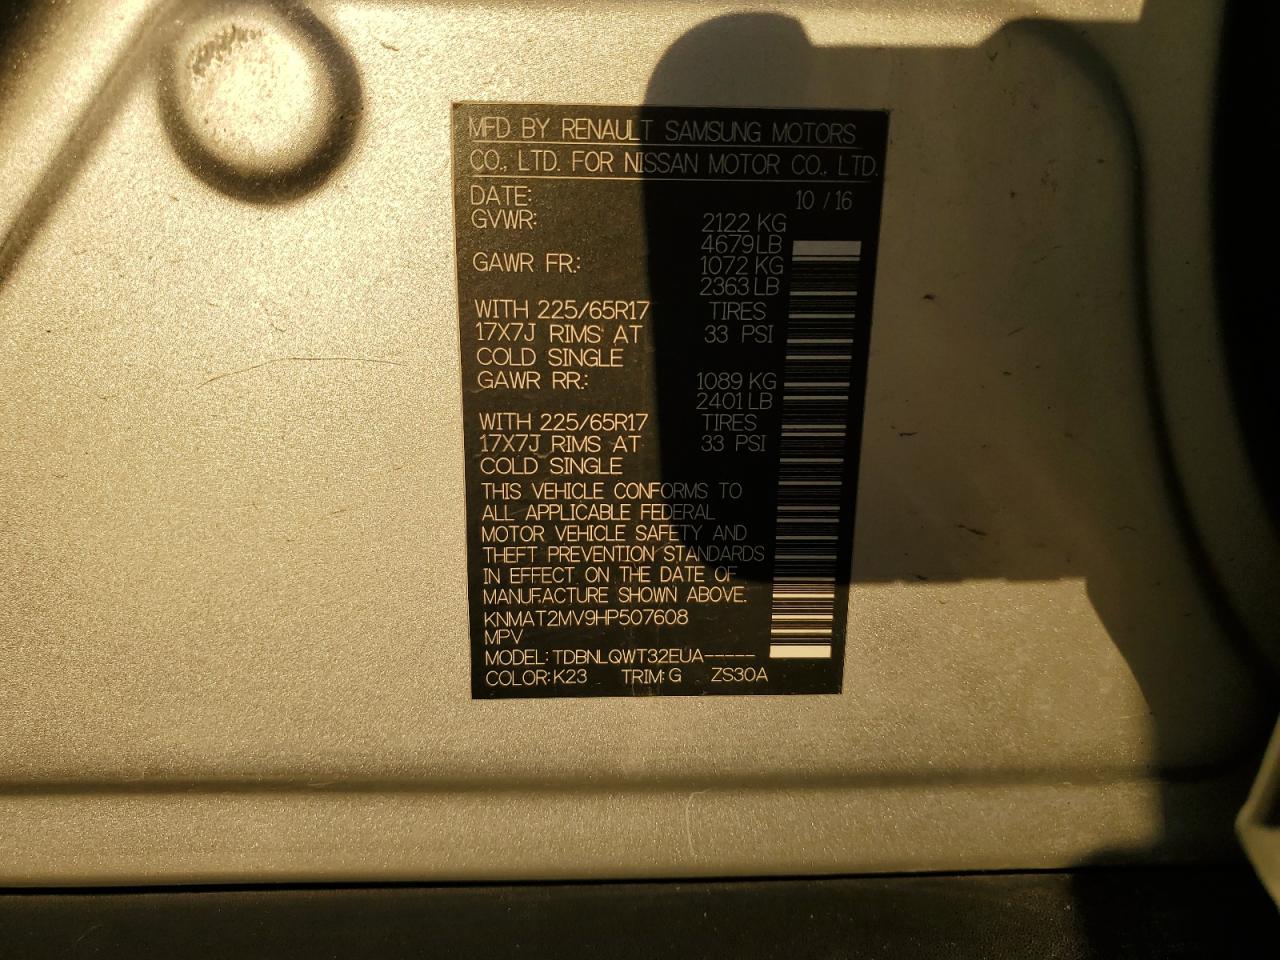 MFD BY RENAULT SAMSUNG MOTORS
CO., LTD. FOR NISSAN MOTOR CO., LTD.
DATE: 10 / 16
GVWR: 2122 KG
4679 LB
GAWR FR: 1072 KG
2363 LB
WITH 225/65R17 TIRES
17X7J RIMS AT 33 PSI
COLD SINGLE
GAWR RR: 1089 KG
2401 LB
WITH 225/65R17 TIRES
17X7J RIMS AT 33 PSI
COLD SINGLE
THIS VEHICLE CONFORMS TO
ALL APPLICABLE FEDERAL
MOTOR VEHICLE SAFETY AND
THEFT PREVENTION STANDARDS
IN EFFECT ON THE DATE OF
MANUFACTURE SHOWN ABOVE.
KNMAT2MV9HP507608
MPV
MODEL: TDBNLQWT32EUA-----
COLOR: K23 TRIM: G ZS30A